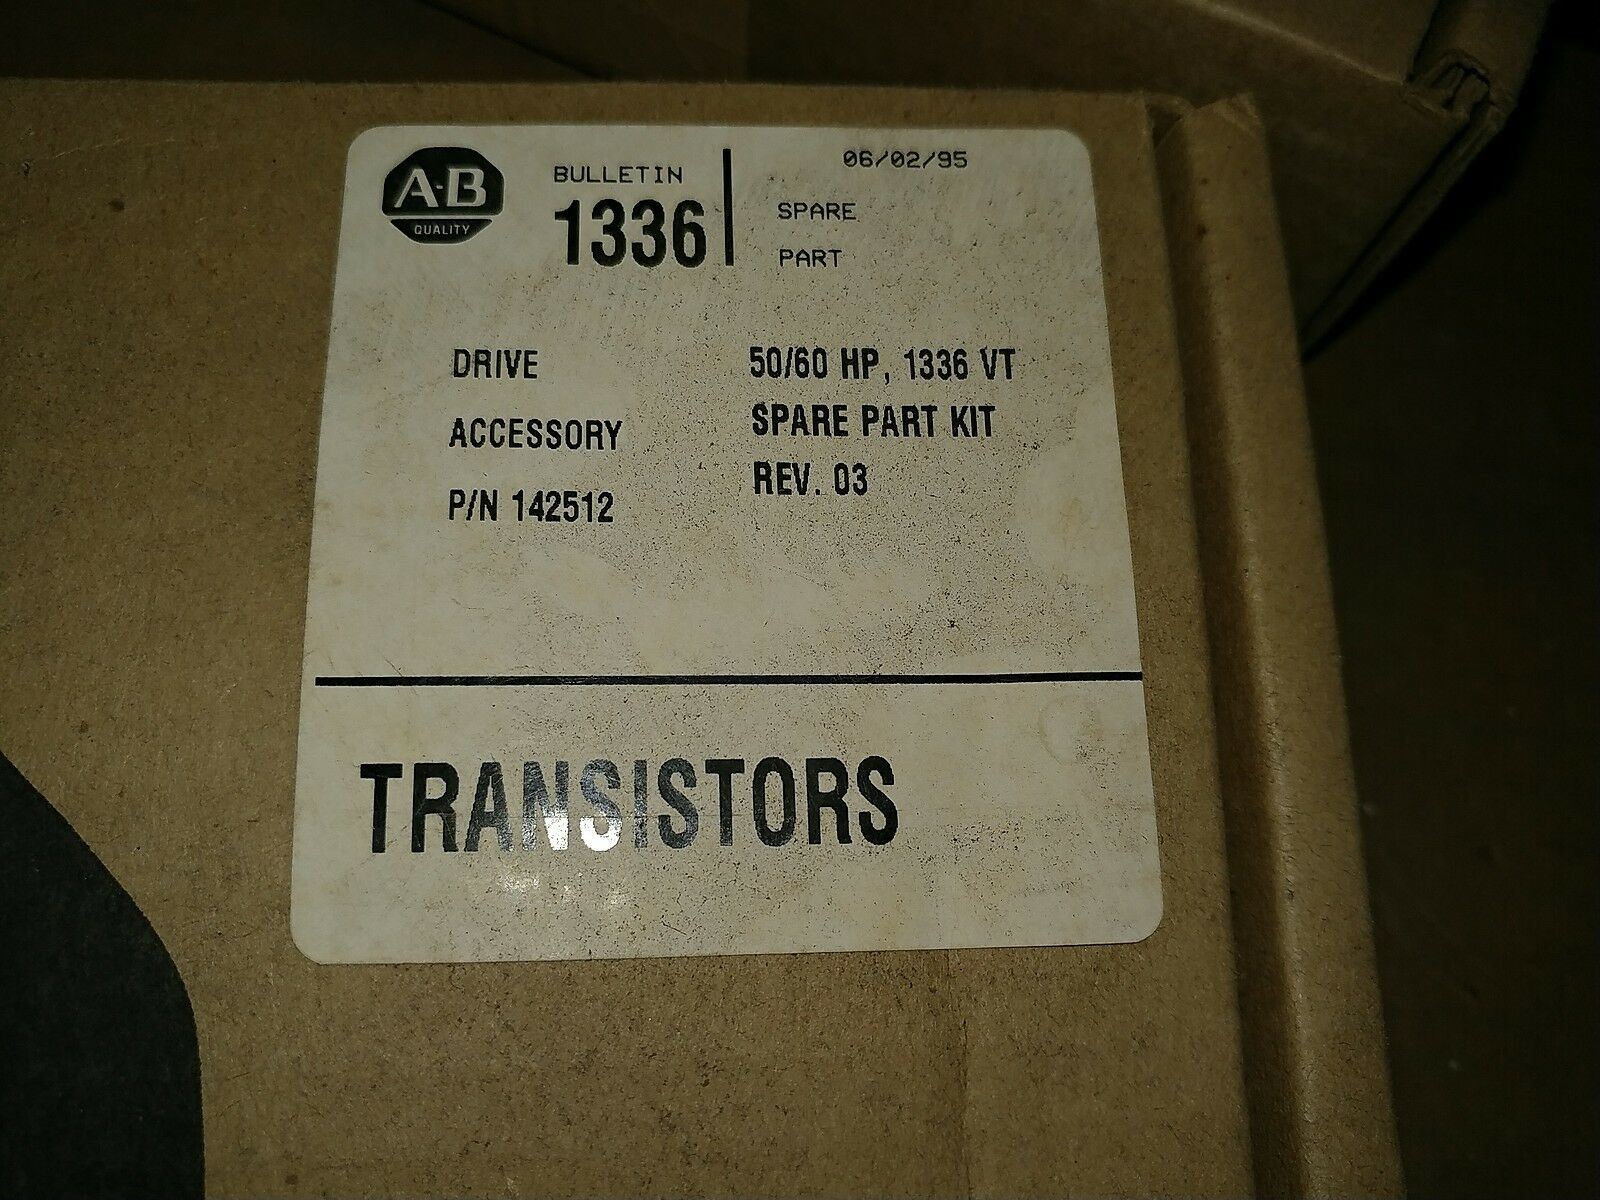 A-B
QUALITY
BULLETIN
1336
06/02/95
SPARE
PART
DRIVE
ACCESSORY
P/N 142512
50/60 HP, 1336 VT
SPARE PART KIT
REV. 03
TRANSISTORS